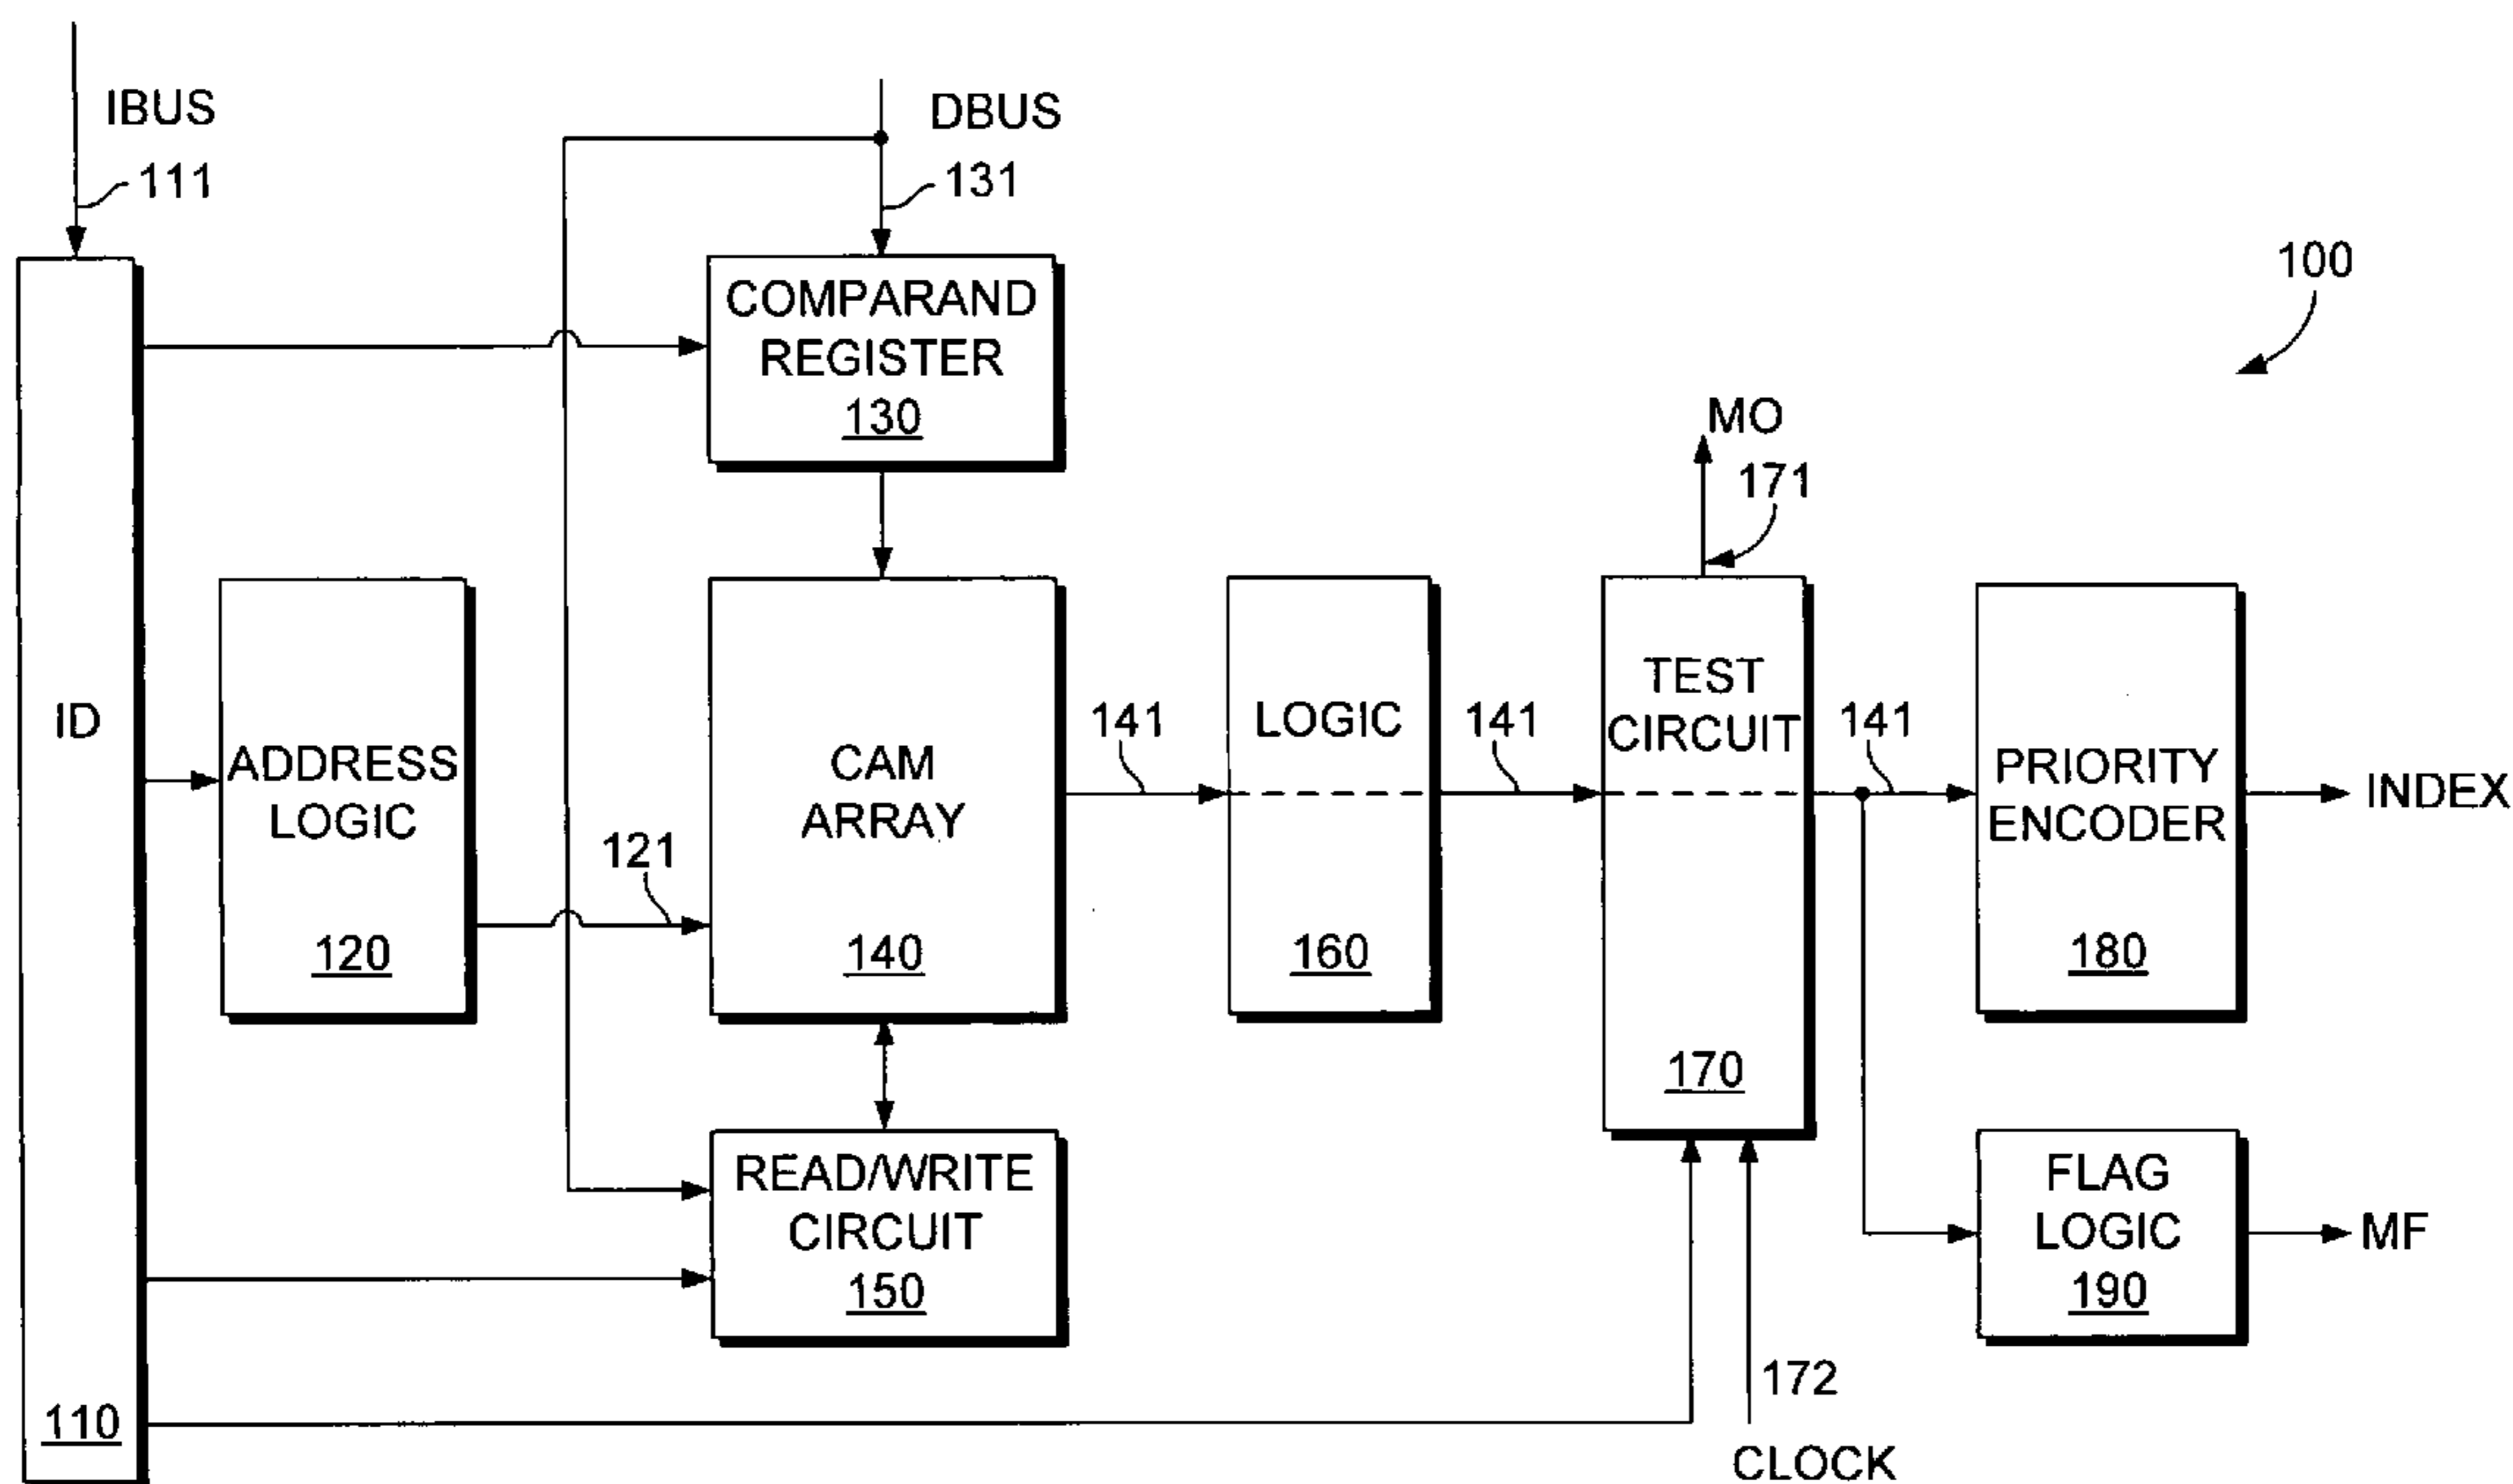 IBUS
111
DBUS
131
100
COMPARAND
REGISTER
130
MO
171
ID
ADDRESS
LOGIC
120
121
CAM
ARRAY
140
141
LOGIC
160
141
TEST
CIRCUIT
170
141
PRIORITY
ENCODER
180
INDEX
READ/WRITE
CIRCUIT
150
FLAG
LOGIC
190
MF
110
172
CLOCK